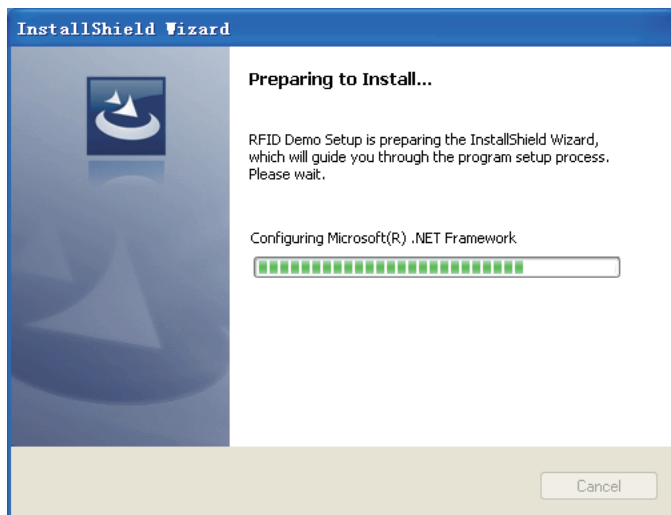 InstallShield Wizard
Preparing to Install...
RFID Demo Setup is preparing the InstallShield Wizard,
which will guide you through the program setup process.
Please wait.
Configuring Microsoft(R) .NET Framework
Cancel